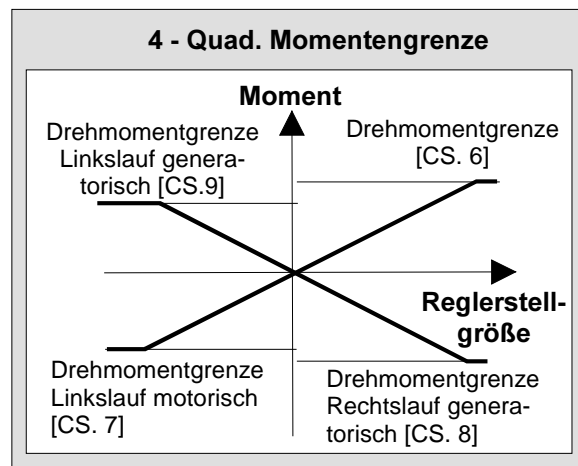 4 - Quad. Momentengrenze
Moment
Drehmomentgrenze
Linkslauf genera-
torisch [CS.9]
Drehmomentgrenze
[CS. 6]
Reglerstell-
größe
Drehmomentgrenze
Linkslauf motorisch
[CS. 7]
Drehmomentgrenze
Rechtslauf genera-
torisch [CS. 8]